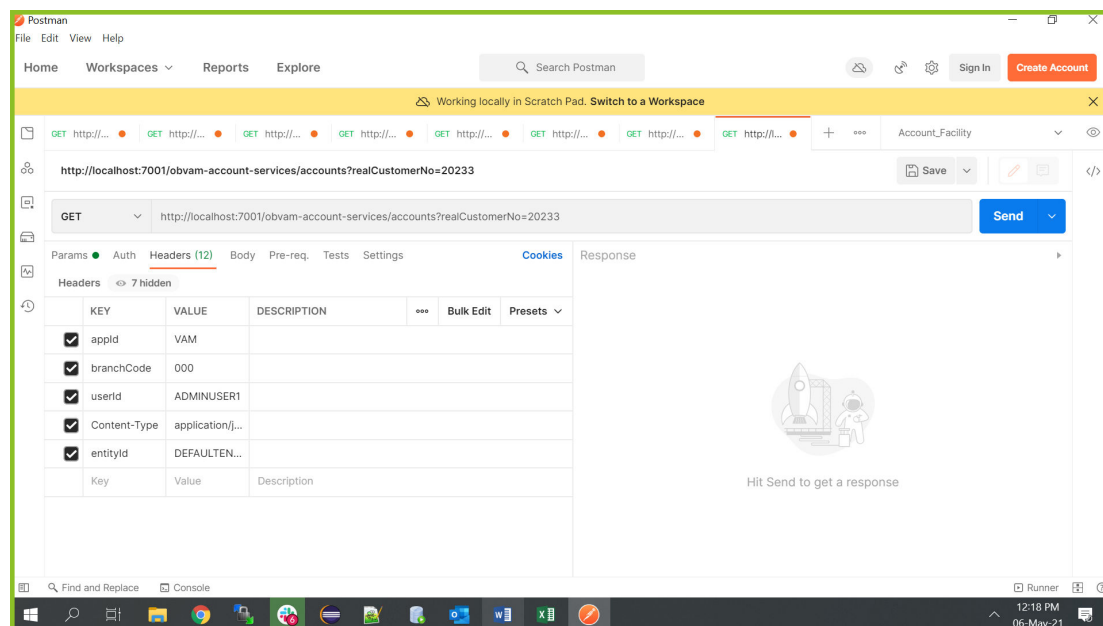 Postman
File Edit View Help
Home Workspaces Reports Explore Search Postman Sign In Create Account
Working locally in Scratch Pad. Switch to a Workspace
GET http://... GET http://... GET http://... GET http://... GET http://... GET http://... GET http://... GET http://l... Account_Facility
http://localhost:7001/obvam-account-services/accounts?realCustomerNo=20233 Save
GET http://localhost:7001/obvam-account-services/accounts?realCustomerNo=20233 Send
Params Auth Headers (12) Body Pre-req. Tests Settings Cookies Response
Headers 7 hidden
KEY VALUE DESCRIPTION Bulk Edit Presets
appId VAM
branchCode 000
userId ADMINUSER1
Content-Type application/j...
entityId DEFAULTEN...
Key Value Description
Hit Send to get a response
Find and Replace Console Runner
12:18 PM
06-May-21